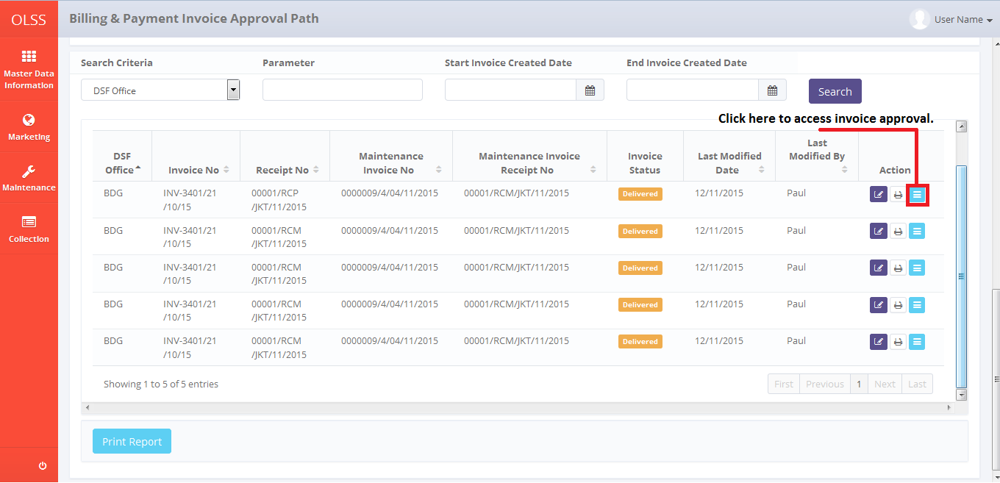 OLSS
Billing & Payment Invoice Approval Path
User Name
Master Data
Information
Marketing
Maintenance
Collection
Search Criteria
Parameter
Start Invoice Created Date
End Invoice Created Date
DSF Office
Search
Click here to access invoice approval.
DSF
Office
Invoice No
Receipt No
Maintenance
Invoice No
Maintenance Invoice
Receipt No
Invoice
Status
Last Modified
Date
Last
Modified By
Action
BDG
INV-3401/21
/10/15
00001/RCP
/JKT/11/2015
0000009/4/04/11/2015
00001/RCM/JKT/11/2015
Delivered
12/11/2015
Paul
BDG
INV-3401/21
/10/15
00001/RCM
/JKT/11/2015
0000009/4/04/11/2015
00001/RCM/JKT/11/2015
Delivered
12/11/2015
Paul
BDG
INV-3401/21
/10/15
00001/RCM
/JKT/11/2015
0000009/4/04/11/2015
00001/RCM/JKT/11/2015
Delivered
12/11/2015
Paul
BDG
INV-3401/21
/10/15
00001/RCM
/JKT/11/2015
0000009/4/04/11/2015
00001/RCM/JKT/11/2015
Delivered
12/11/2015
Paul
BDG
INV-3401/21
/10/15
00001/RCM
/JKT/11/2015
0000009/4/04/11/2015
00001/RCM/JKT/11/2015
Delivered
12/11/2015
Paul
Showing 1 to 5 of 5 entries
First
Previous
1
Next
Last
Print Report